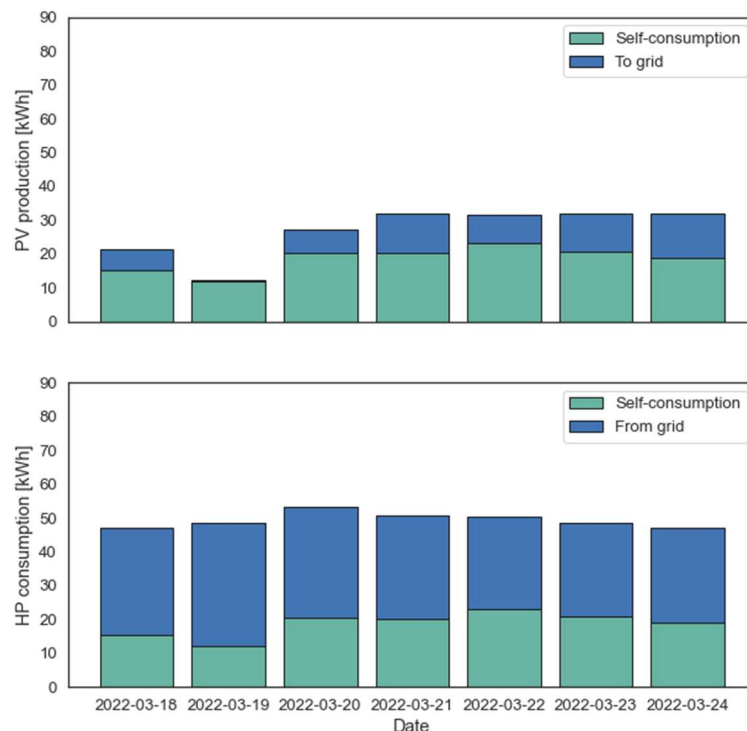 90
80
70
60
50
40
30
20
10
0
PV production [kWh]
Self-consumption
To grid
90
80
70
60
50
40
30
20
10
0
HP consumption [kWh]
Self-consumption
From grid
2022-03-18 2022-03-19 2022-03-20 2022-03-21 2022-03-22 2022-03-23 2022-03-24
Date